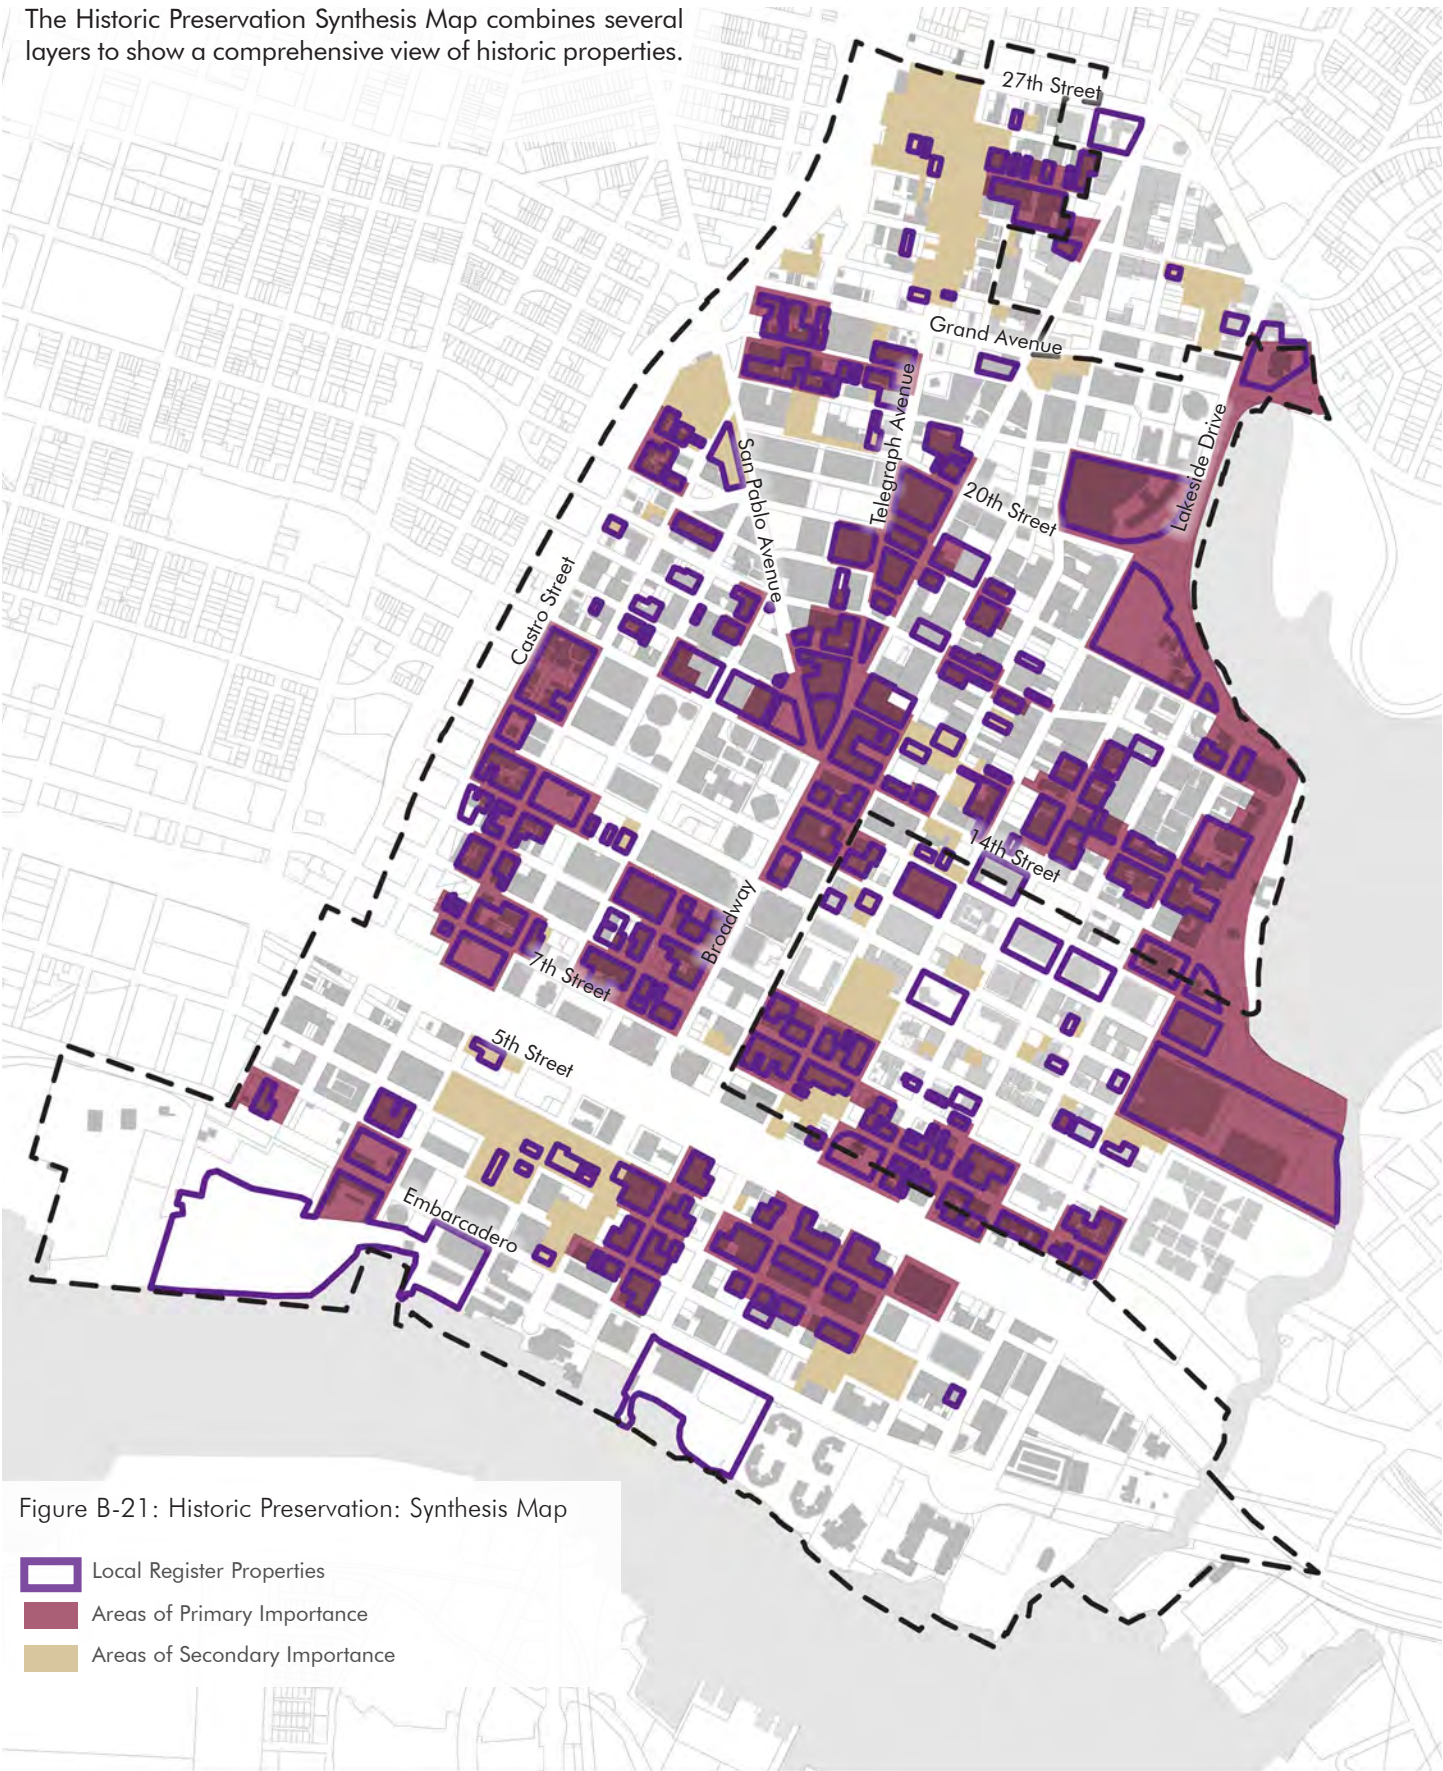 The Historic Preservation Synthesis Map combines several
layers to show a comprehensive view of historic properties.
27th Street
Grand Avenue
Telegraph Avenue
San Pablo Avenue
20th Street
Lakeside Drive
Castro Street
14th Street
Broadway
7th Street
5th Street
Embarcadero
Figure B-21: Historic Preservation: Synthesis Map
Local Register Properties
Areas of Primary Importance
Areas of Secondary Importance